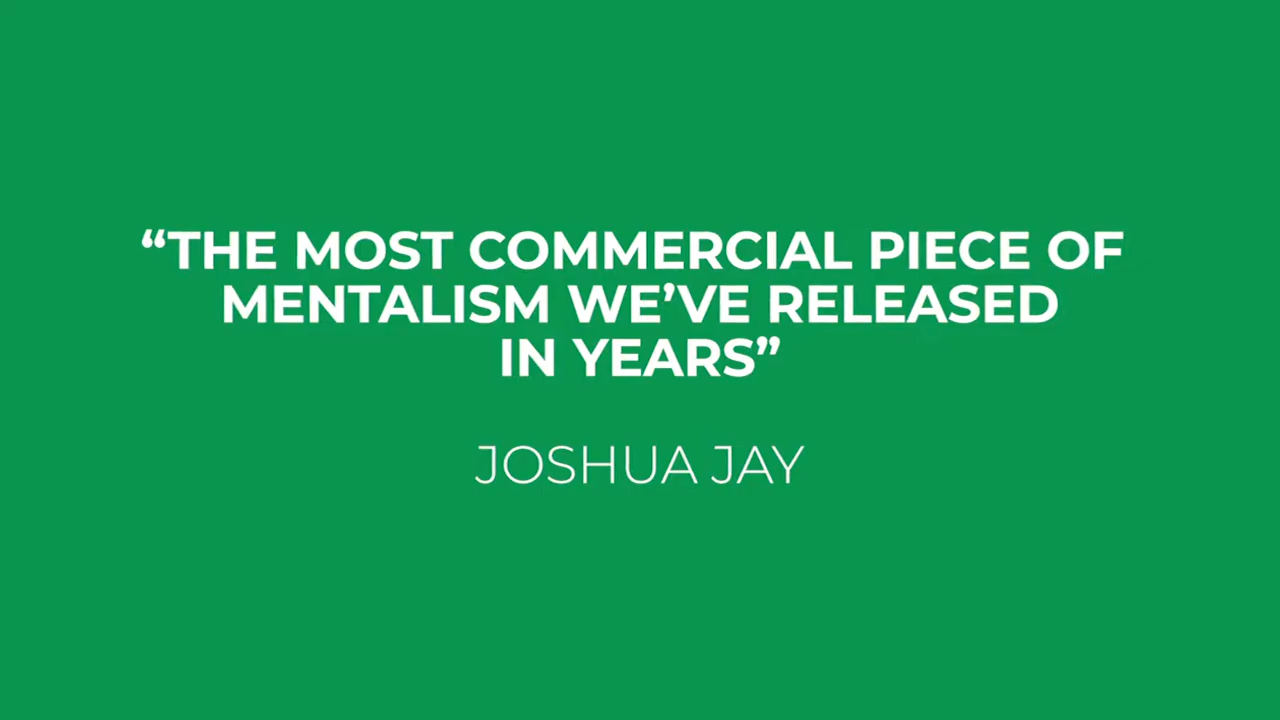 “THE MOST COMMERCIAL PIECE OF
MENTALISM WE’VE RELEASED
IN YEARS”
JOSHUA JAY